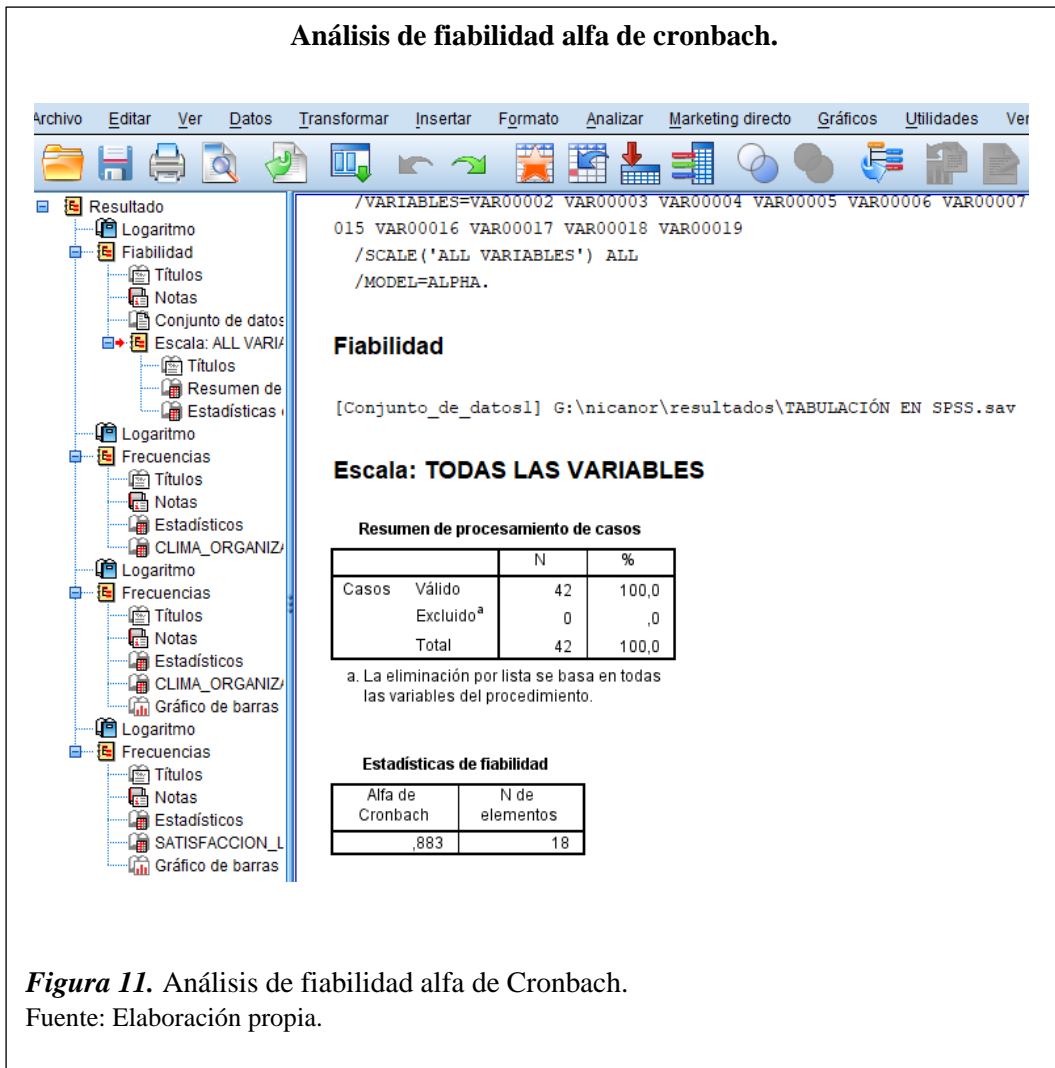 Análisis de fiabilidad alfa de cronbach.
Archivo Editar Ver Datos Transformar Insertar Formato Analizar Marketing directo Gráficos Utilidades Ver
Resultado
Logaritmo
Fiabilidad
Títulos
Notas
Conjunto de datos
Escala: ALL VARIA
Títulos
Resumen de
Estadísticas
Logaritmo
Frecuencias
Títulos
Notas
Estadísticos
CLIMA_ORGANIZA
Logaritmo
Frecuencias
Títulos
Notas
Estadísticos
CLIMA_ORGANIZA
Gráfico de barras
Logaritmo
Frecuencias
Títulos
Notas
Estadísticos
SATISFACCION_L
Gráfico de barras
/VARIABLES=VAR00002 VAR00003 VAR00004 VAR00005 VAR00006 VAR00007
015 VAR00016 VAR00017 VAR00018 VAR00019
/SCALE('ALL VARIABLES') ALL
/MODEL=ALPHA.
Fiabilidad
[Conjunto_de_datos1] G:\nicanor\resultados\TABULACIÓN EN SPSS.sav
Escala: TODAS LAS VARIABLES
Resumen de procesamiento de casos
N %
Casos Válido 42 100,0
Excluidoª 0 ,0
Total 42 100,0
a. La eliminación por lista se basa en todas
las variables del procedimiento.
Estadísticas de fiabilidad
Alfa de N de
Cronbach elementos
,883 18
Figura 11. Análisis de fiabilidad alfa de Cronbach.
Fuente: Elaboración propia.